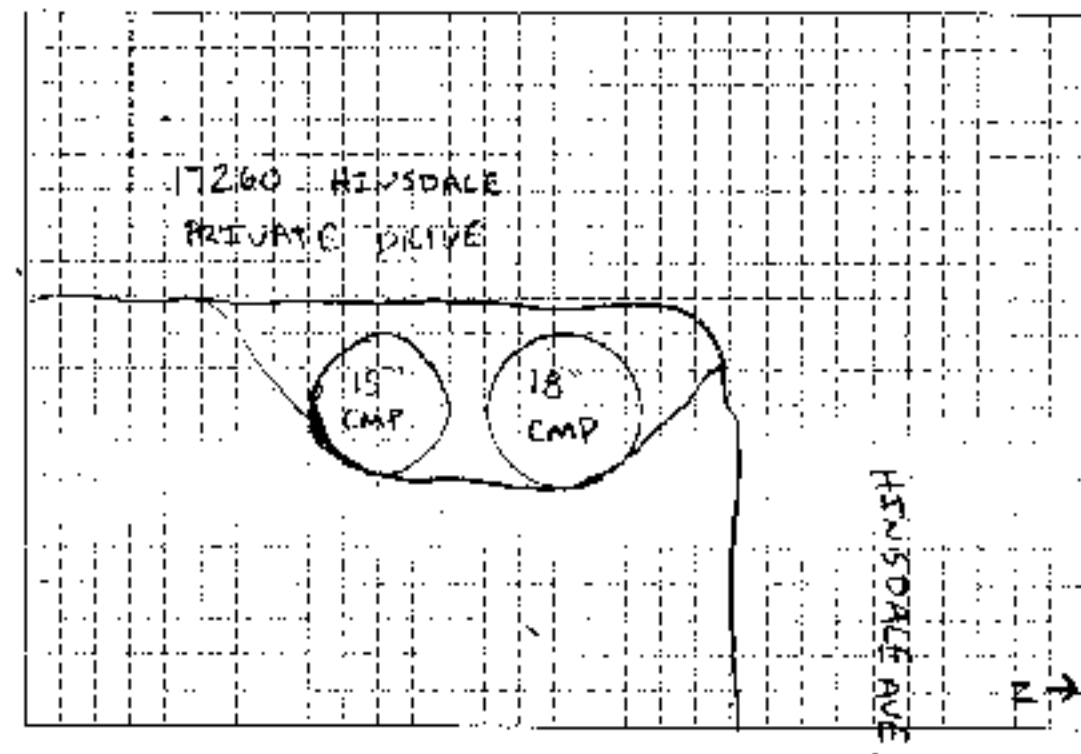 17260 HINSDALE
PRIVATE DRIVE
15"
CMP
18"
CMP
HINSDALE AVE
N